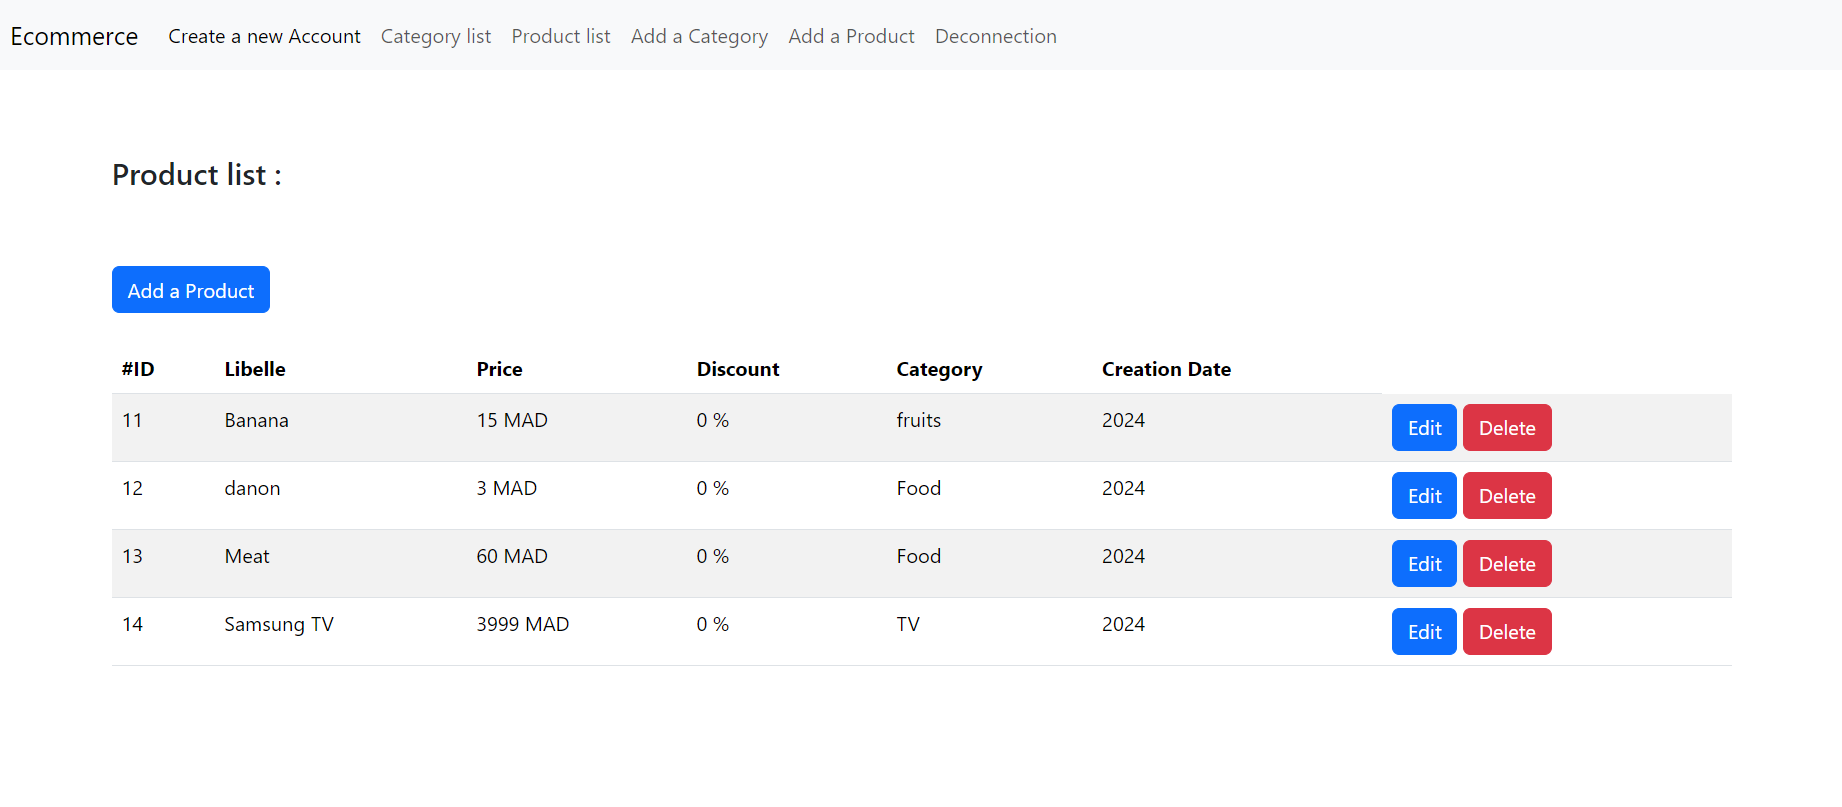 Ecommerce Create a new Account Category list Product list Add a Category Add a Product Deconnection
Product list :
Add a Product
#ID Libelle Price Discount Category Creation Date
11 Banana 15 MAD 0 % fruits 2024 Edit Delete
12 danon 3 MAD 0 % Food 2024 Edit Delete
13 Meat 60 MAD 0 % Food 2024 Edit Delete
14 Samsung TV 3999 MAD 0 % TV 2024 Edit Delete